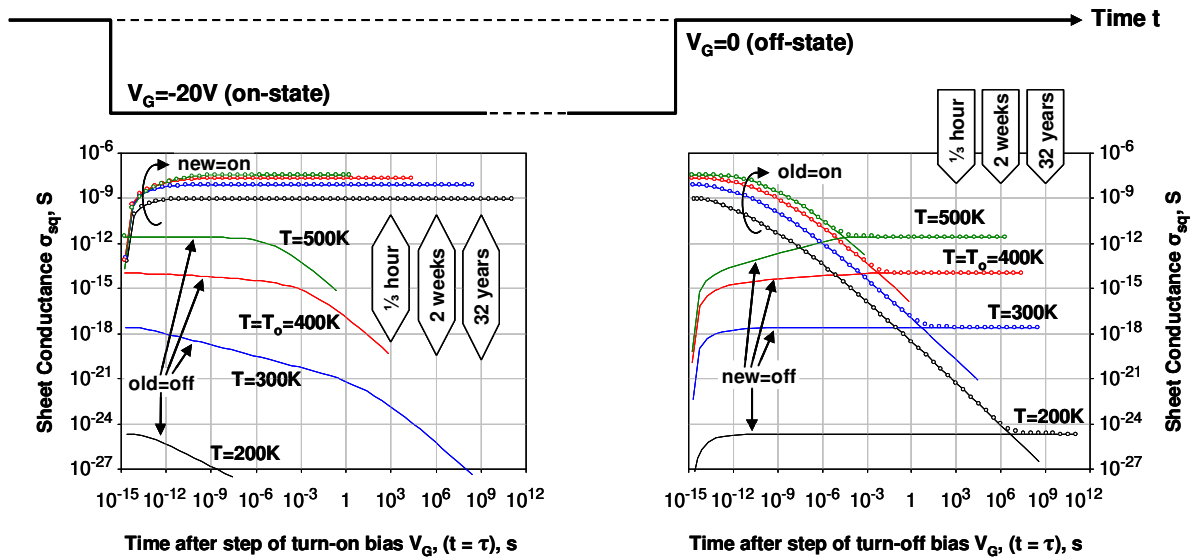 Time t
V_G=0 (off-state)
V_G=-20V (on-state)
⅓ hour
2 weeks
32 years
Sheet Conductance σ_sq, S
10^-6
10^-9
10^-12
10^-15
10^-18
10^-21
10^-24
10^-27
new=on
T=500K
T=T_o=400K
old=off
T=300K
T=200K
⅓ hour
2 weeks
32 years
10^-15 10^-12 10^-9 10^-6 10^-3 1 10^3 10^6 10^9 10^12
Time after step of turn-on bias V_G, (t = τ), s
old=on
T=500K
T=T_o=400K
T=300K
new=off
T=200K
10^-6
10^-9
10^-12
10^-15
10^-18
10^-21
10^-24
10^-27
Sheet Conductance σ_sq, S
10^-15 10^-12 10^-9 10^-6 10^-3 1 10^3 10^6 10^9 10^12
Time after step of turn-off bias V_G, (t = τ), s